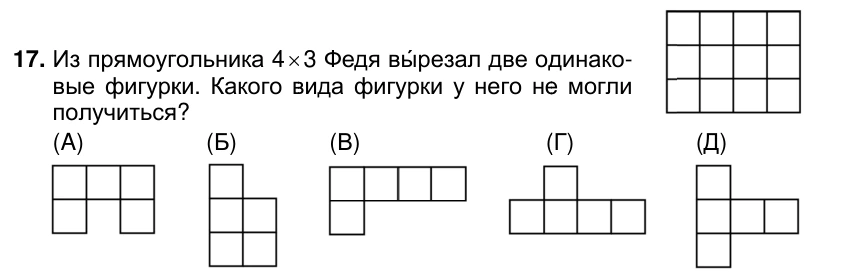 17. Из прямоугольника 4×3 Федя вы́резал две одинако-
вые фигурки. Какого вида фигурки у него не могли
получиться?
(А) (Б) (В) (Г) (Д)